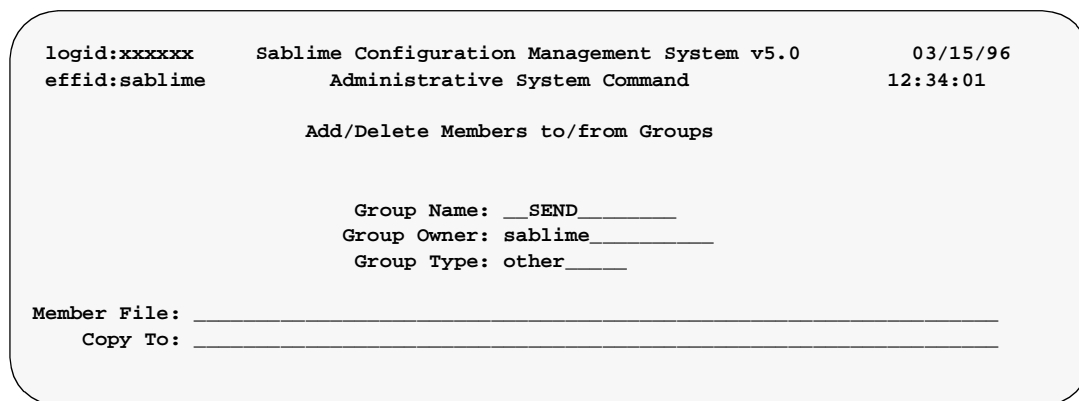 logid:xxxxxx Sablime Configuration Management System v5.0 03/15/96
effid:sablime Administrative System Command 12:34:01
Add/Delete Members to/from Groups
Group Name: __SEND________
Group Owner: sablime__________
Group Type: other_____
Member File: _________________________________________________________________
Copy To: _________________________________________________________________